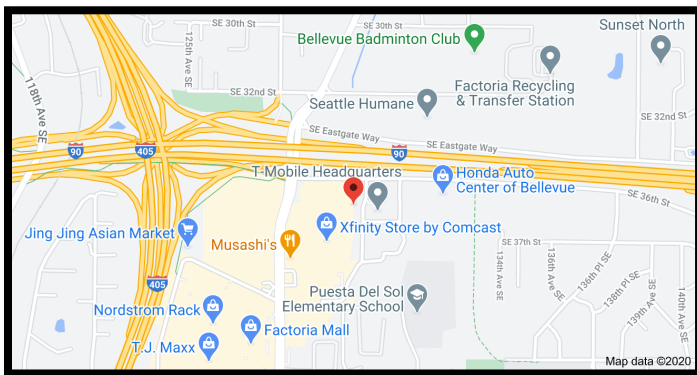 SE 30th St
SE 30th St
Sunset North
Bellevue Badminton Club
125th Ave SE
118th Ave SE
Factoria Recycling
& Transfer Station
SE 32nd St
Seattle Humane
SE 32nd St
SE Eastgate Way
SE Eastgate Way
90
405
90
T-Mobile Headquarters
Honda Auto
Center of Bellevue
SE 36th St
Jing Jing Asian Market
Xfinity Store by Comcast
Musashi's
SE 37th St
134th Ave SE
136th Ave SE
136th Pl SE
138th Pl SE
139th Ave SE
140th Ave SE
405
Puesta Del Sol
Elementary School
Nordstrom Rack
Factoria Mall
T.J. Maxx
Map data ©2020